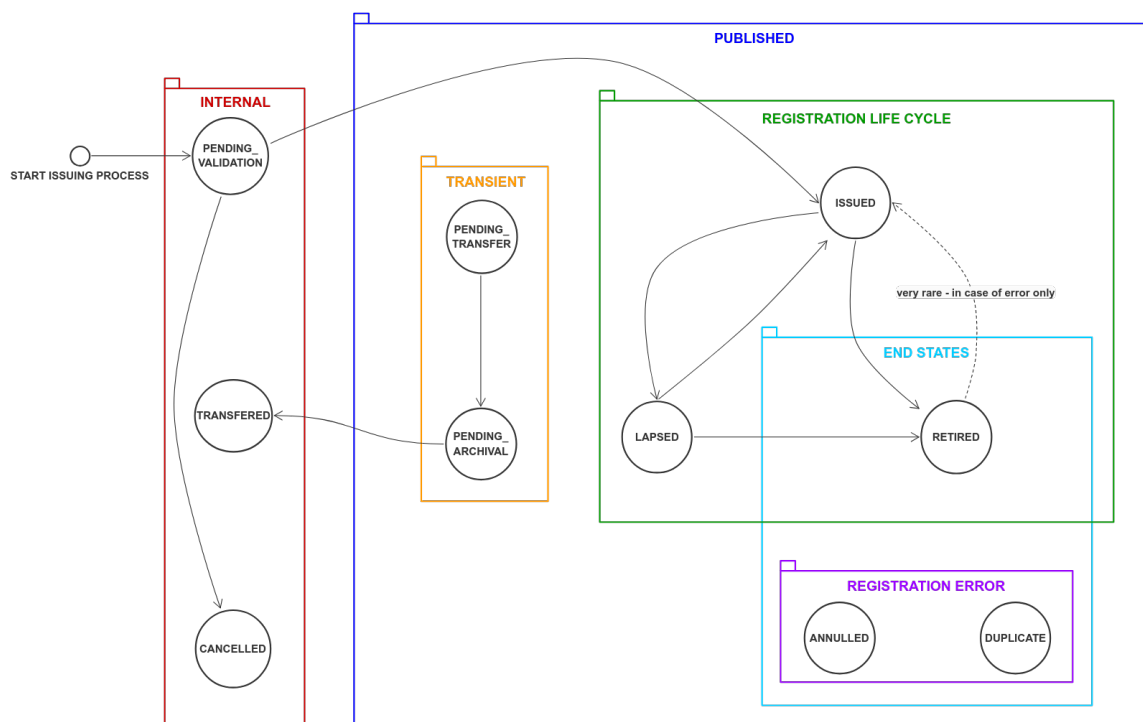 PUBLISHED
INTERNAL
REGISTRATION LIFE CYCLE
PENDING_
VALIDATION
START ISSUING PROCESS
TRANSIENT
ISSUED
PENDING_
TRANSFER
very rare - in case of error only
END STATES
TRANSFERED
PENDING_
ARCHIVAL
LAPSED
RETIRED
REGISTRATION ERROR
ANNULLED
DUPLICATE
CANCELLED